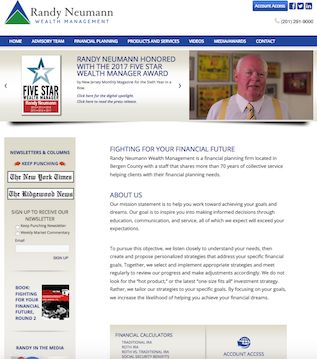 Randy Neumann
WEALTH MANAGEMENT
Account Access
(201) 291-9000
HOME
ADVISORY TEAM
FINANCIAL PLANNING
PRODUCTS AND SERVICES
VIDEOS
MEDIA/AWARDS
CONTACT
FIVE STAR
WEALTH MANAGER
Randy Neumann
RANDY NEUMANN HONORED
WITH THE 2017 FIVE STAR
WEALTH MANAGER AWARD
by New Jersey Monthly Magazine for the Sixth Year in a
Row.
Click here for the digital spotlight.
Click here to read the press release.
NEWSLETTERS & COLUMNS
KEEP PUNCHING
The New York Times
The Ridgewood News
SIGN UP TO RECEIVE OUR
NEWSLETTER
Keep Punching Newsletter
Weekly Market Commentary
Email
SIGN UP
BOOK:
FIGHTING FOR
YOUR
FINANCIAL
FUTURE,
ROUND 2
RANDY IN THE
MEDIA
FIGHTING FOR YOUR FINANCIAL FUTURE
Randy Neumann Wealth Management is a financial planning firm located in
Bergen County with a staff that shares more than 70 years of collective service
helping clients with their financial planning needs.
ABOUT US
Our mission statement is to help you work toward achieving your goals and
dreams. Our goal is to inspire you into making informed decisions through
education, communication, and service, all of which we expect will exceed your
expectations.
To pursue this objective, we listen closely to understand your needs, then
create and propose personalized strategies that address your specific financial
goals. Together, we select and implement appropriate strategies and meet
regularly to review our progress and make adjustments accordingly. We do not
look for the "hot product;" or the latest "one size fits all" investment strategy.
Rather, we tailor our strategies to your specific goals. By focusing on your goals,
we increase the likelihood of helping you achieve your financial dreams.
FINANCIAL CALCULATORS
TRADITIONAL IRA
ROTH IRA
ROTH VS. TRADITIONAL IRA
SOCIAL SECURITY BENEFITS